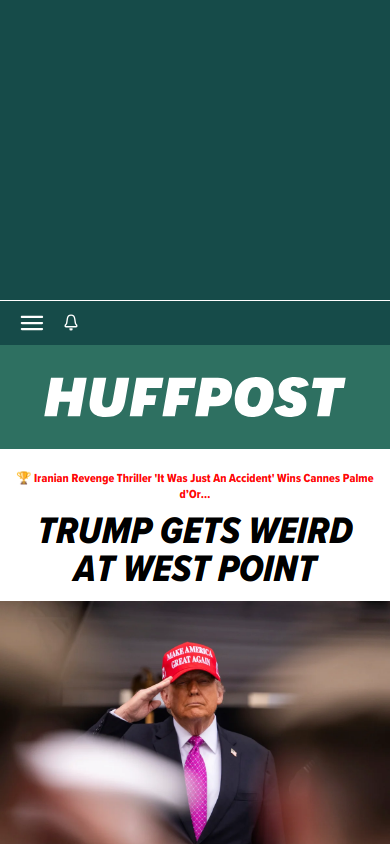 HUFFPOST
🏆 Iranian Revenge Thriller 'It Was Just An Accident' Wins Cannes Palme
d'Or...
TRUMP GETS WEIRD
AT WEST POINT
MAKE AMERICA
GREAT AGAIN